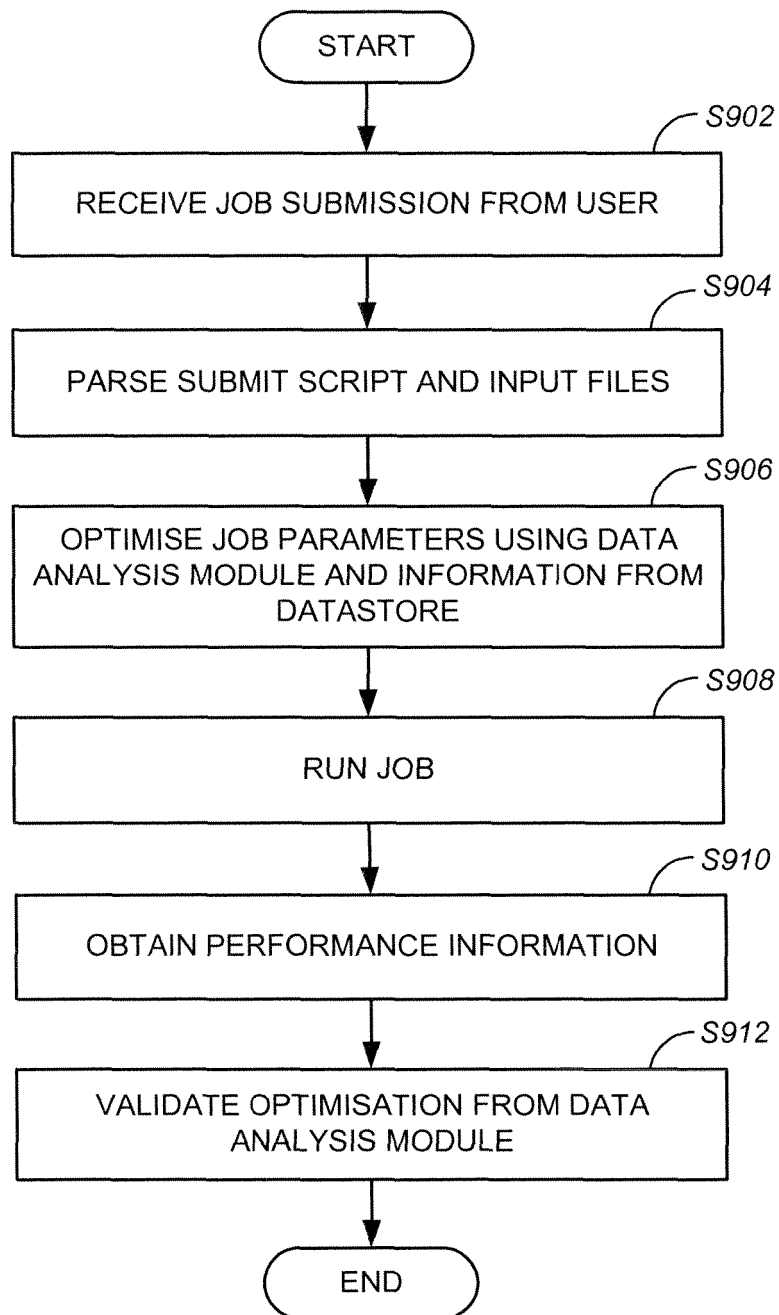 START
S902
RECEIVE JOB SUBMISSION FROM USER
S904
PARSE SUBMIT SCRIPT AND INPUT FILES
S906
OPTIMISE JOB PARAMETERS USING DATA
ANALYSIS MODULE AND INFORMATION FROM
DATASTORE
S908
RUN JOB
S910
OBTAIN PERFORMANCE INFORMATION
S912
VALIDATE OPTIMISATION FROM DATA
ANALYSIS MODULE
END